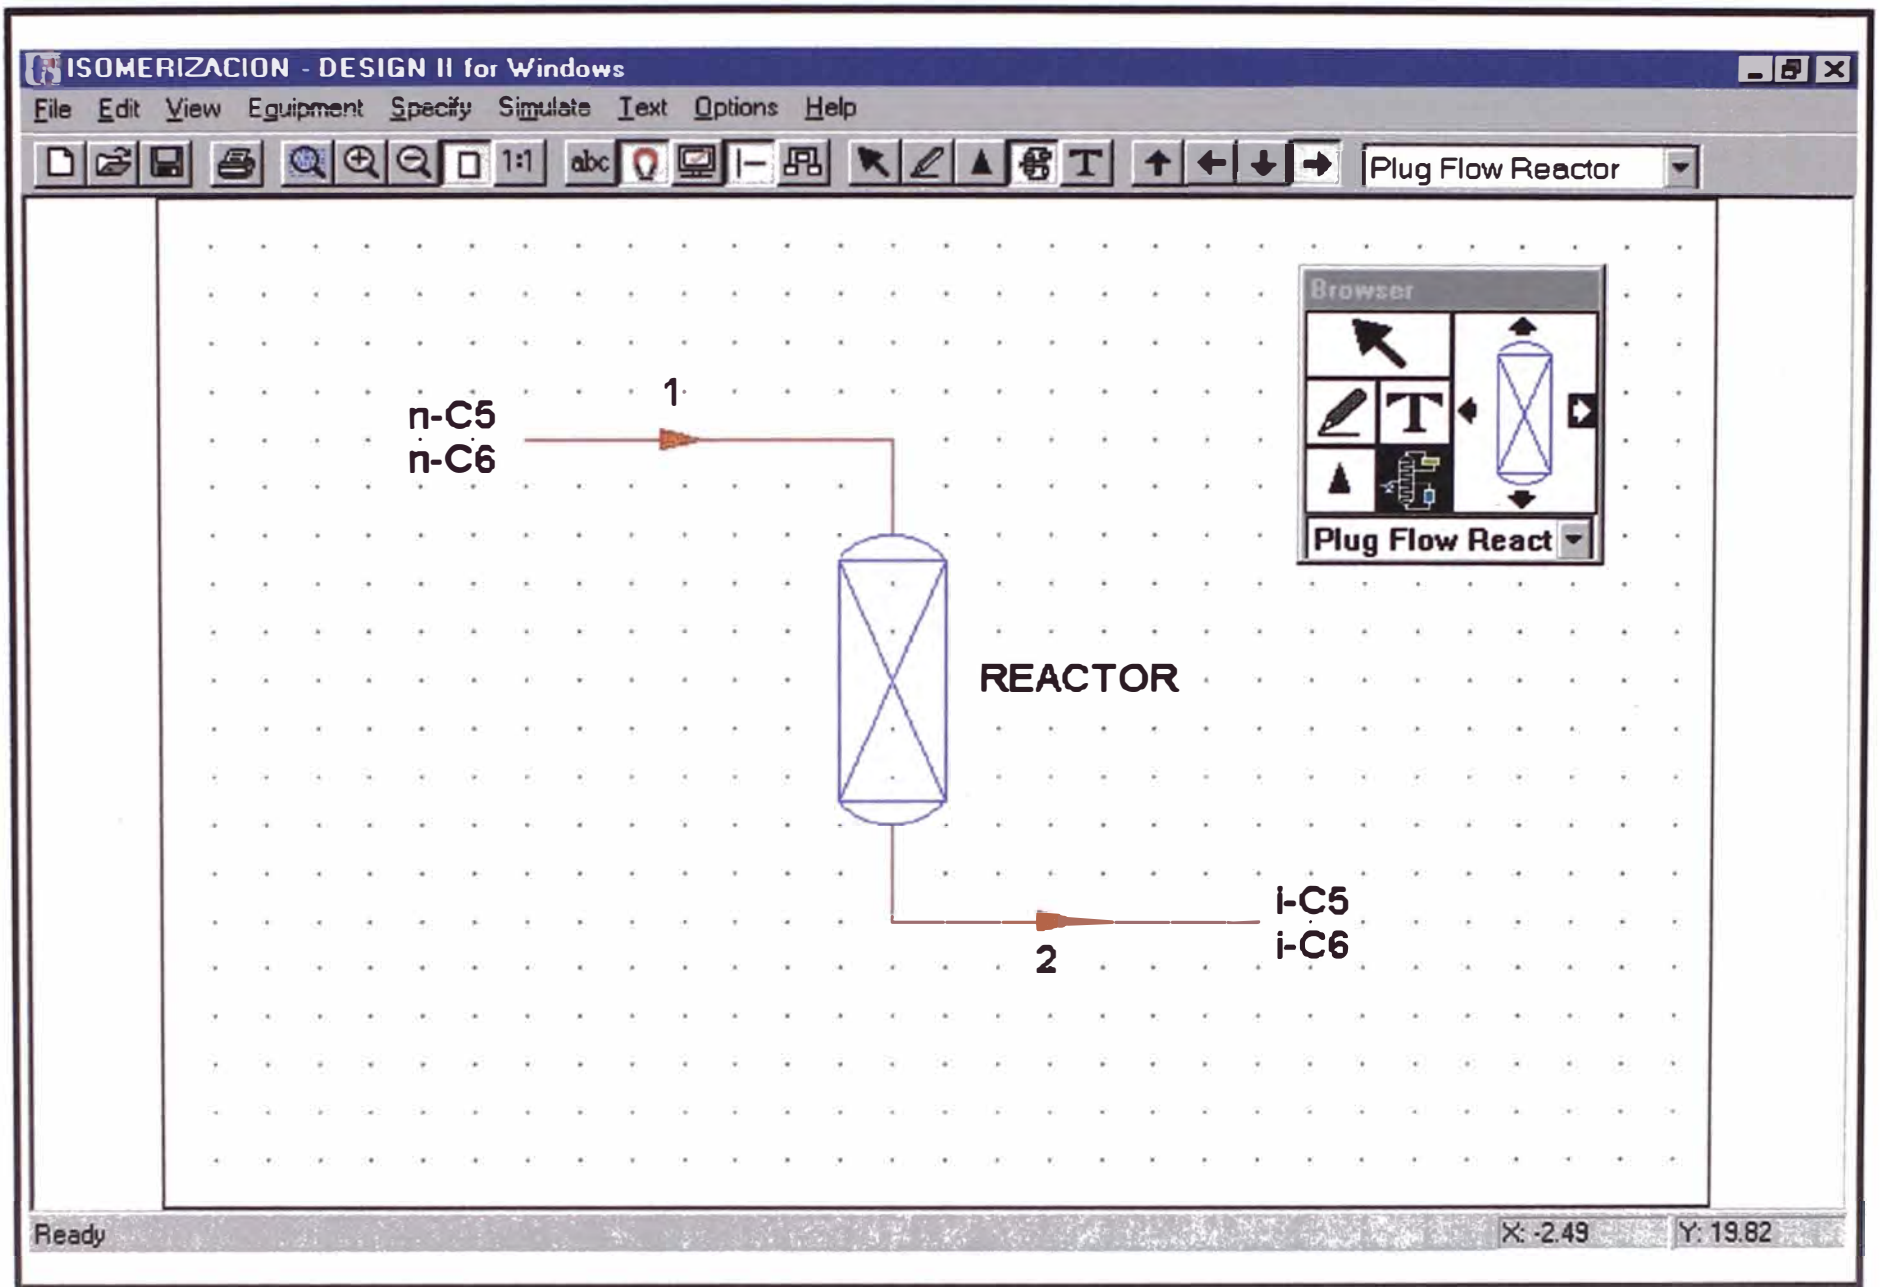 ISOMERIZACION - DESIGN II for Windows
File Edit View Equipment Specify Simulate Text Options Help
1:1 abc T Plug Flow Reactor
Browser
T
Plug Flow React
1
n-C5
n-C6
REACTOR
i-C5
i-C6
2
Ready X: -2.49 Y: 19.82